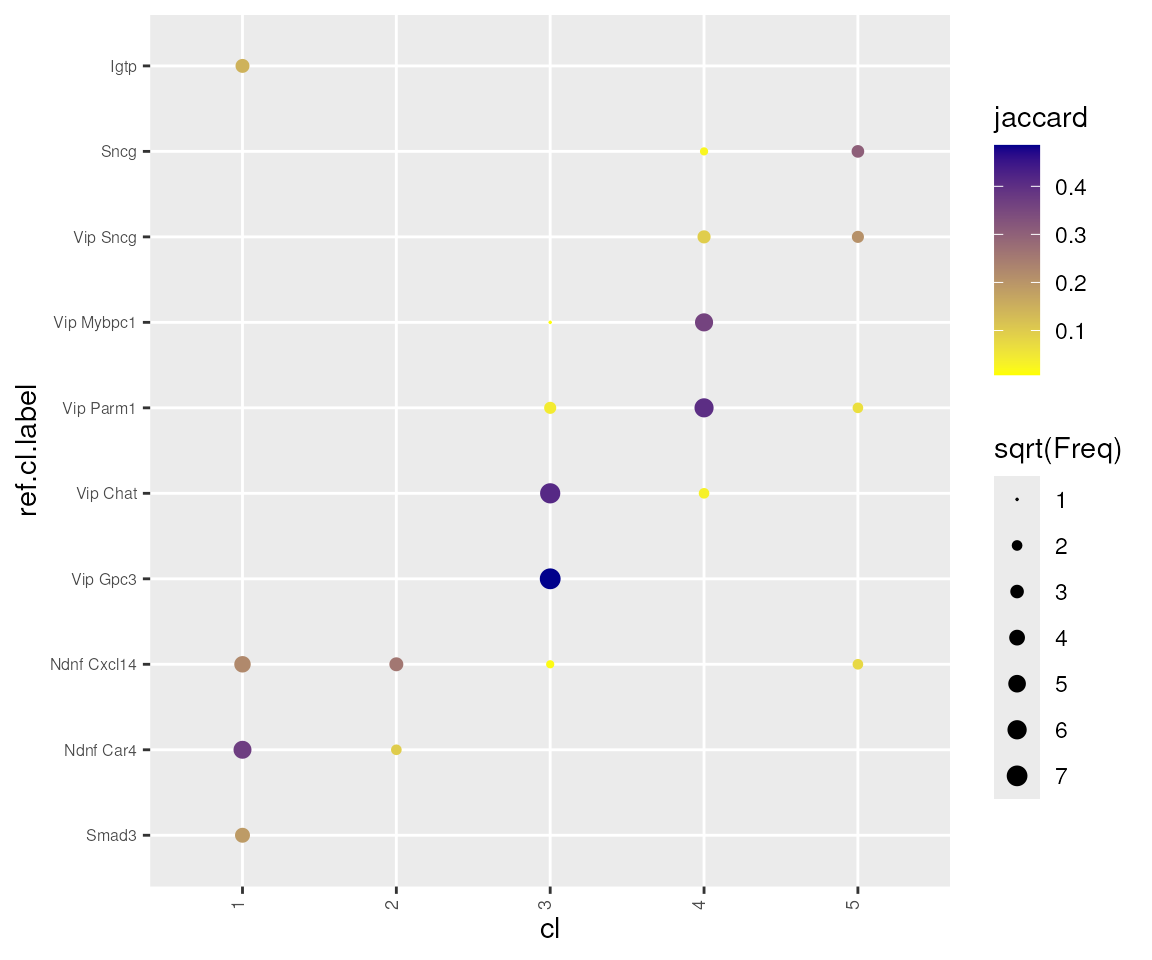 Igtp
Sncg
Vip Sncg
Vip Mybpc1
Vip Parm1
Vip Chat
Vip Gpc3
Ndnf Cxcl14
Ndnf Car4
Smad3
ref.cl.label
1
2
3
4
5
cl
jaccard
0.4
0.3
0.2
0.1
sqrt(Freq)
1
2
3
4
5
6
7